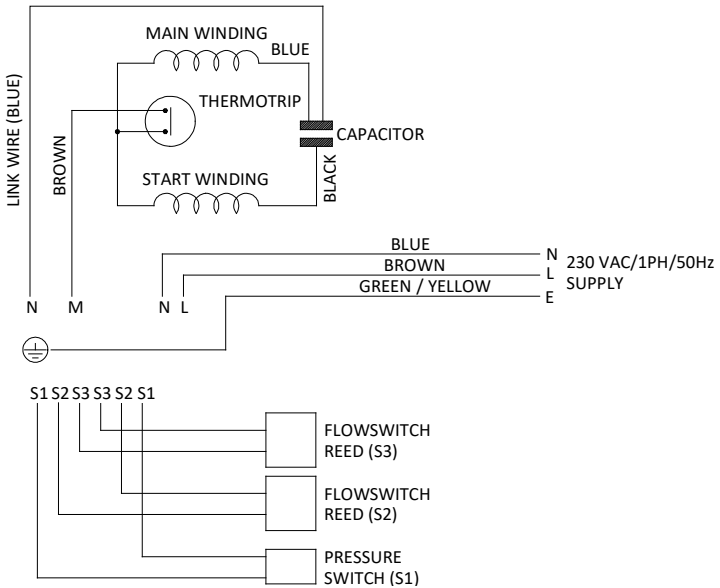 MAIN WINDING
BLUE
THERMOTRIP
CAPACITOR
LINK WIRE (BLUE)
BROWN
START WINDING
BLACK
BLUE
BROWN
GREEN / YELLOW
N
L
E
230 VAC/1PH/50Hz
SUPPLY
N M N L
S1 S2 S3 S3 S2 S1
FLOWSWITCH
REED (S3)
FLOWSWITCH
REED (S2)
PRESSURE
SWITCH (S1)